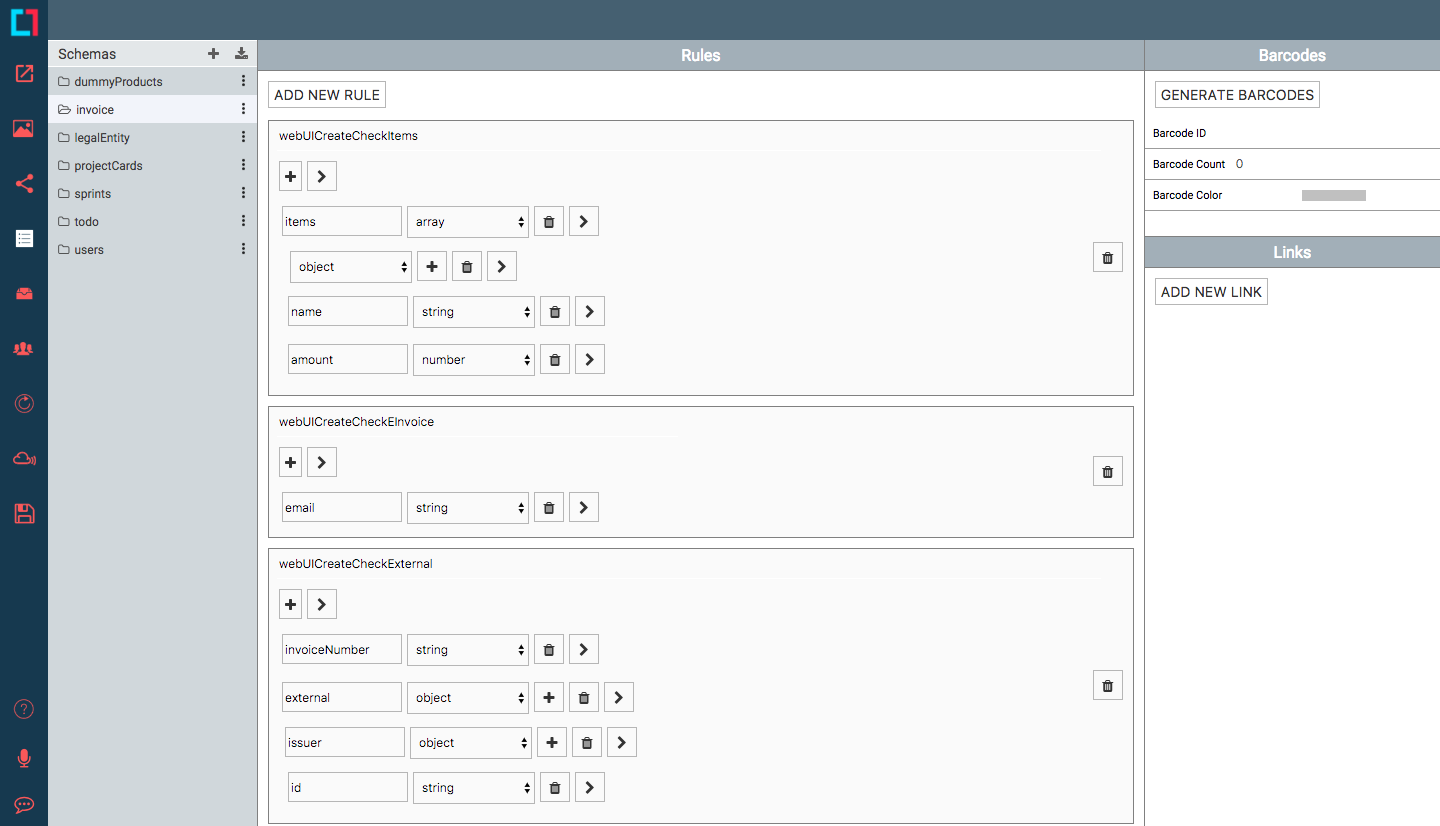 Schemas
dummyProducts
invoice
legalEntity
projectCards
sprints
todo
users
Rules
ADD NEW RULE
webUICreateCheckItems
items array
object
name string
amount number
webUICreateCheckEInvoice
email string
webUICreateCheckExternal
invoiceNumber string
external object
issuer object
id string
Barcodes
GENERATE BARCODES
Barcode ID
Barcode Count 0
Barcode Color
Links
ADD NEW LINK